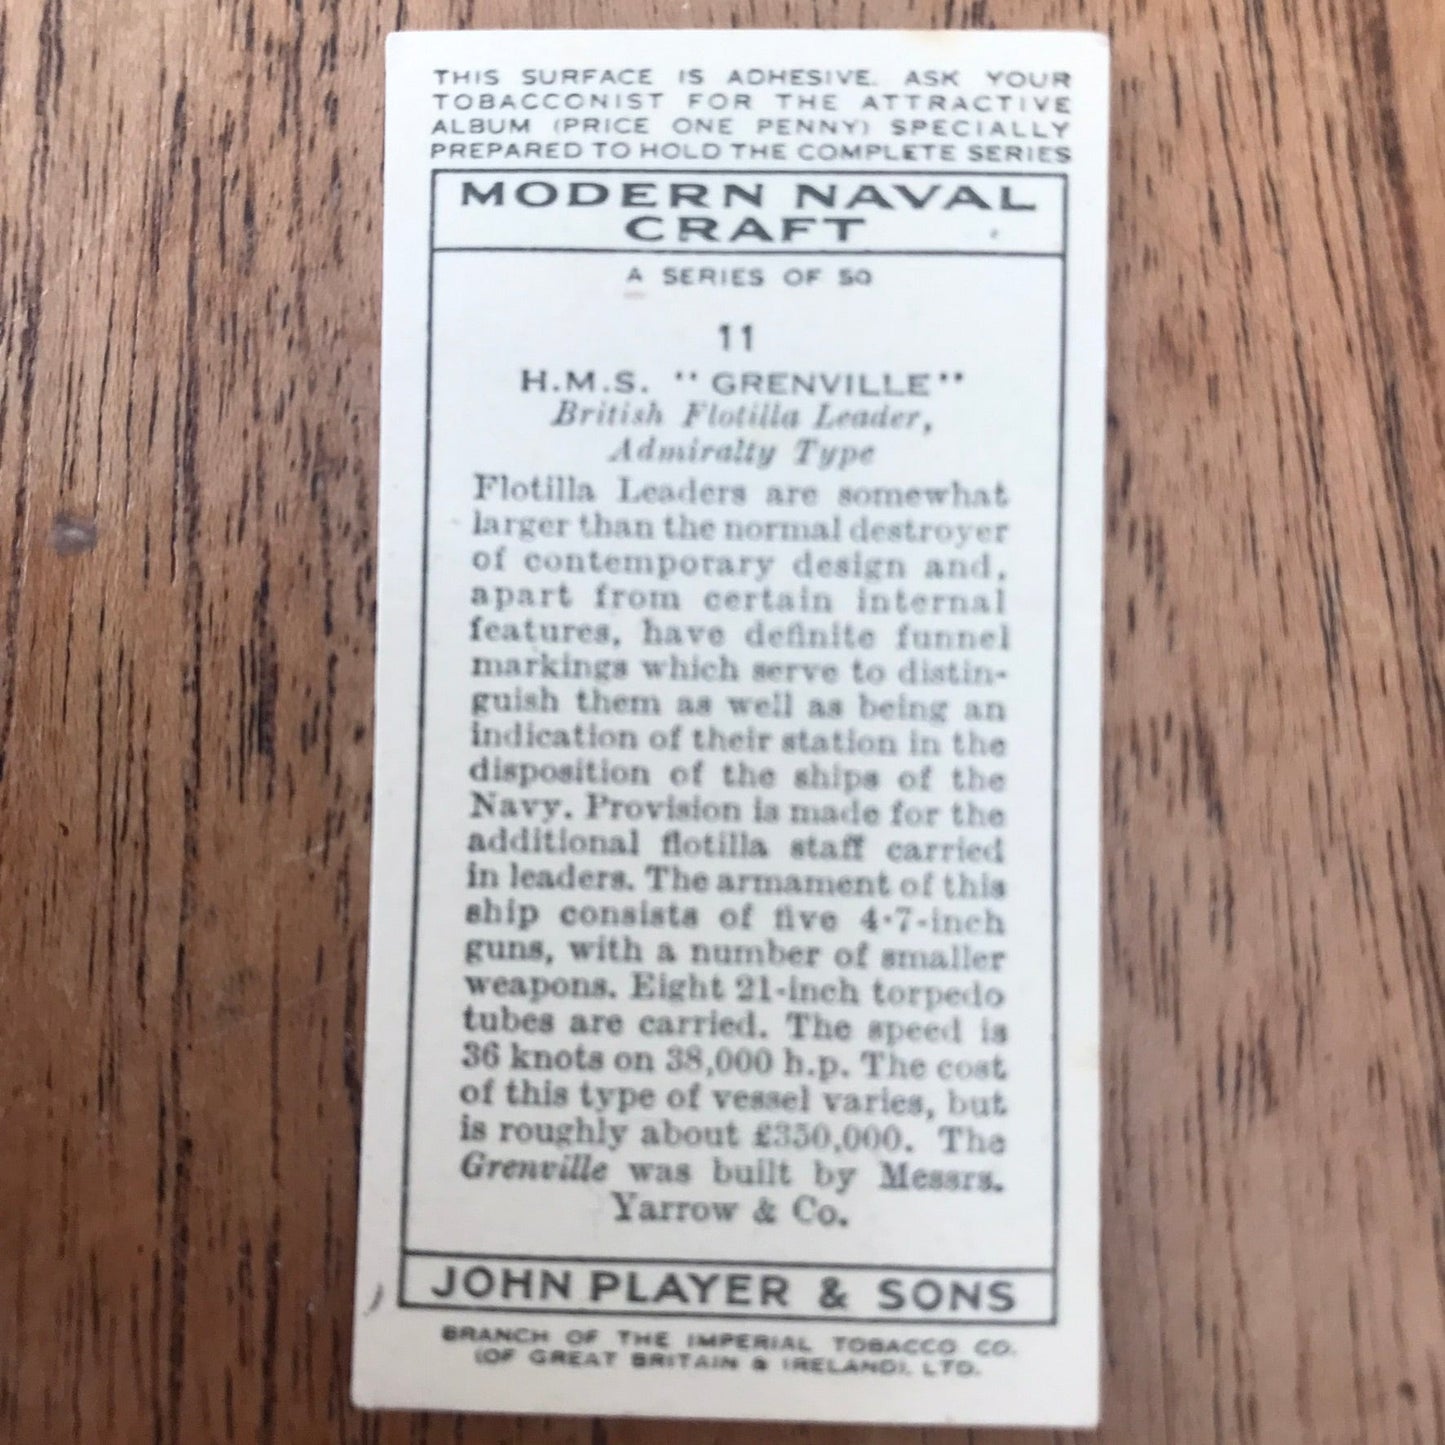 THIS SURFACE IS ADHESIVE. ASK YOUR
TOBACCONIST FOR THE ATTRACTIVE
ALBUM (PRICE ONE PENNY) SPECIALLY
PREPARED TO HOLD THE COMPLETE SERIES
MODERN NAVAL
CRAFT
A SERIES OF 50
11
H.M.S. "GRENVILLE"
British Flotilla Leader,
Admiralty Type
Flotilla Leaders are somewhat
larger than the normal destroyer
of contemporary design and,
apart from certain internal
features, have definite funnel
markings which serve to distin-
guish them as well as being an
indication of their station in the
disposition of the ships of the
Navy. Provision is made for the
additional flotilla staff carried
in leaders. The armament of this
ship consists of five 4·7-inch
guns, with a number of smaller
weapons. Eight 21-inch torpedo
tubes are carried. The speed is
36 knots on 38,000 h.p. The cost
of this type of vessel varies, but
is roughly about £350,000. The
Grenville was built by Messrs.
Yarrow & Co.
JOHN PLAYER & SONS
BRANCH OF THE IMPERIAL TOBACCO CO.
(OF GREAT BRITAIN & IRELAND), LTD.